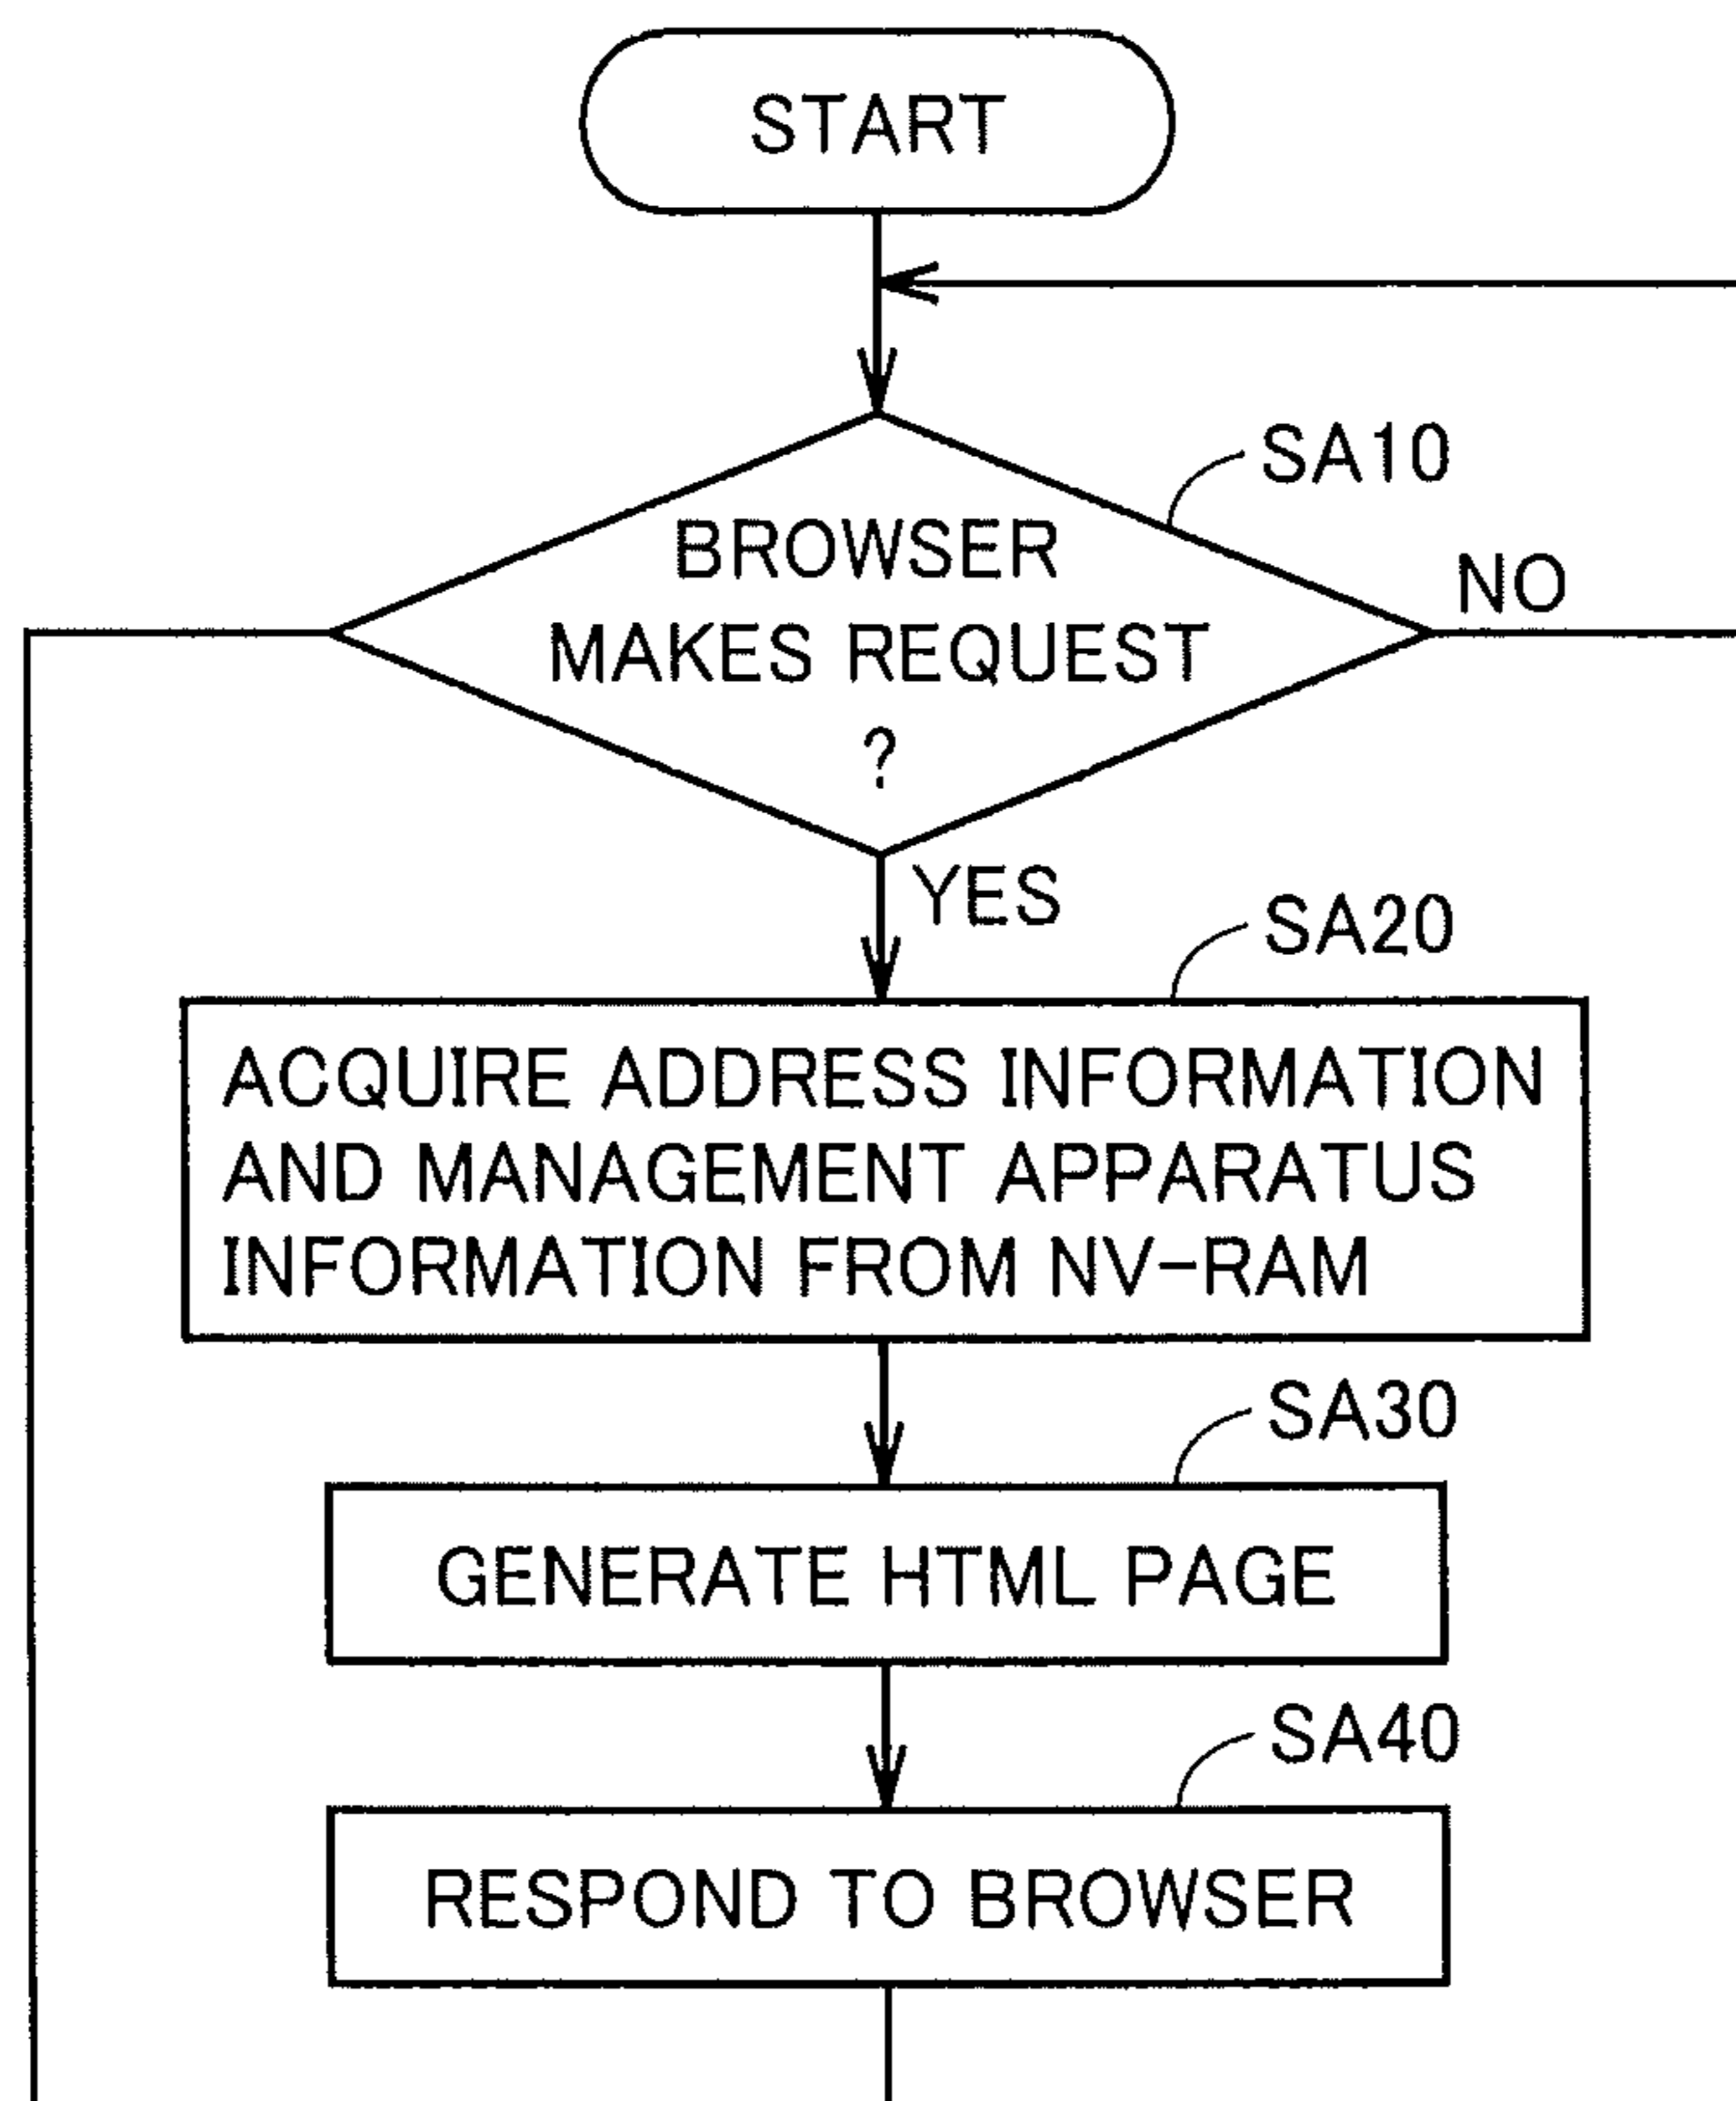 START
SA10
BROWSER
MAKES REQUEST
?
NO
YES
SA20
ACQUIRE ADDRESS INFORMATION
AND MANAGEMENT APPARATUS
INFORMATION FROM NV-RAM
SA30
GENERATE HTML PAGE
SA40
RESPOND TO BROWSER